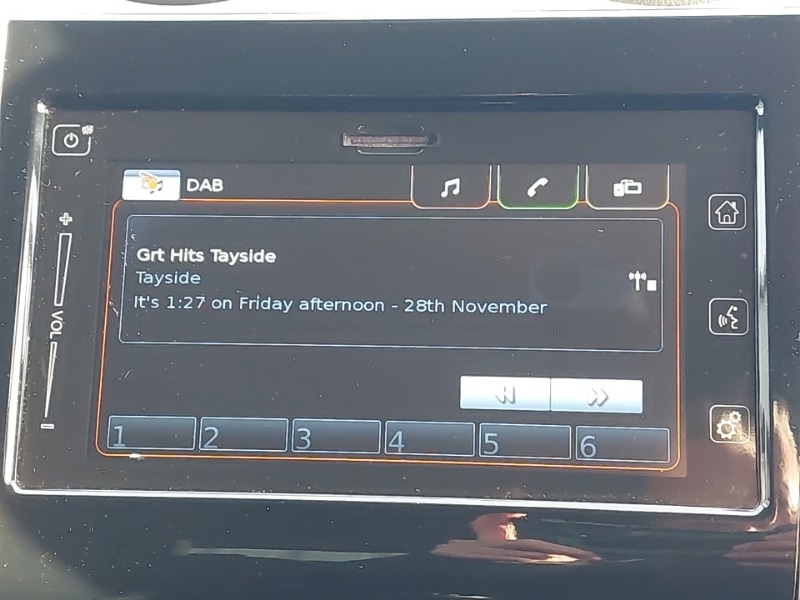 DAB
Grt Hits Tayside
Tayside
It's 1:27 on Friday afternoon - 28th November
VOL
1 2 3 4 5 6